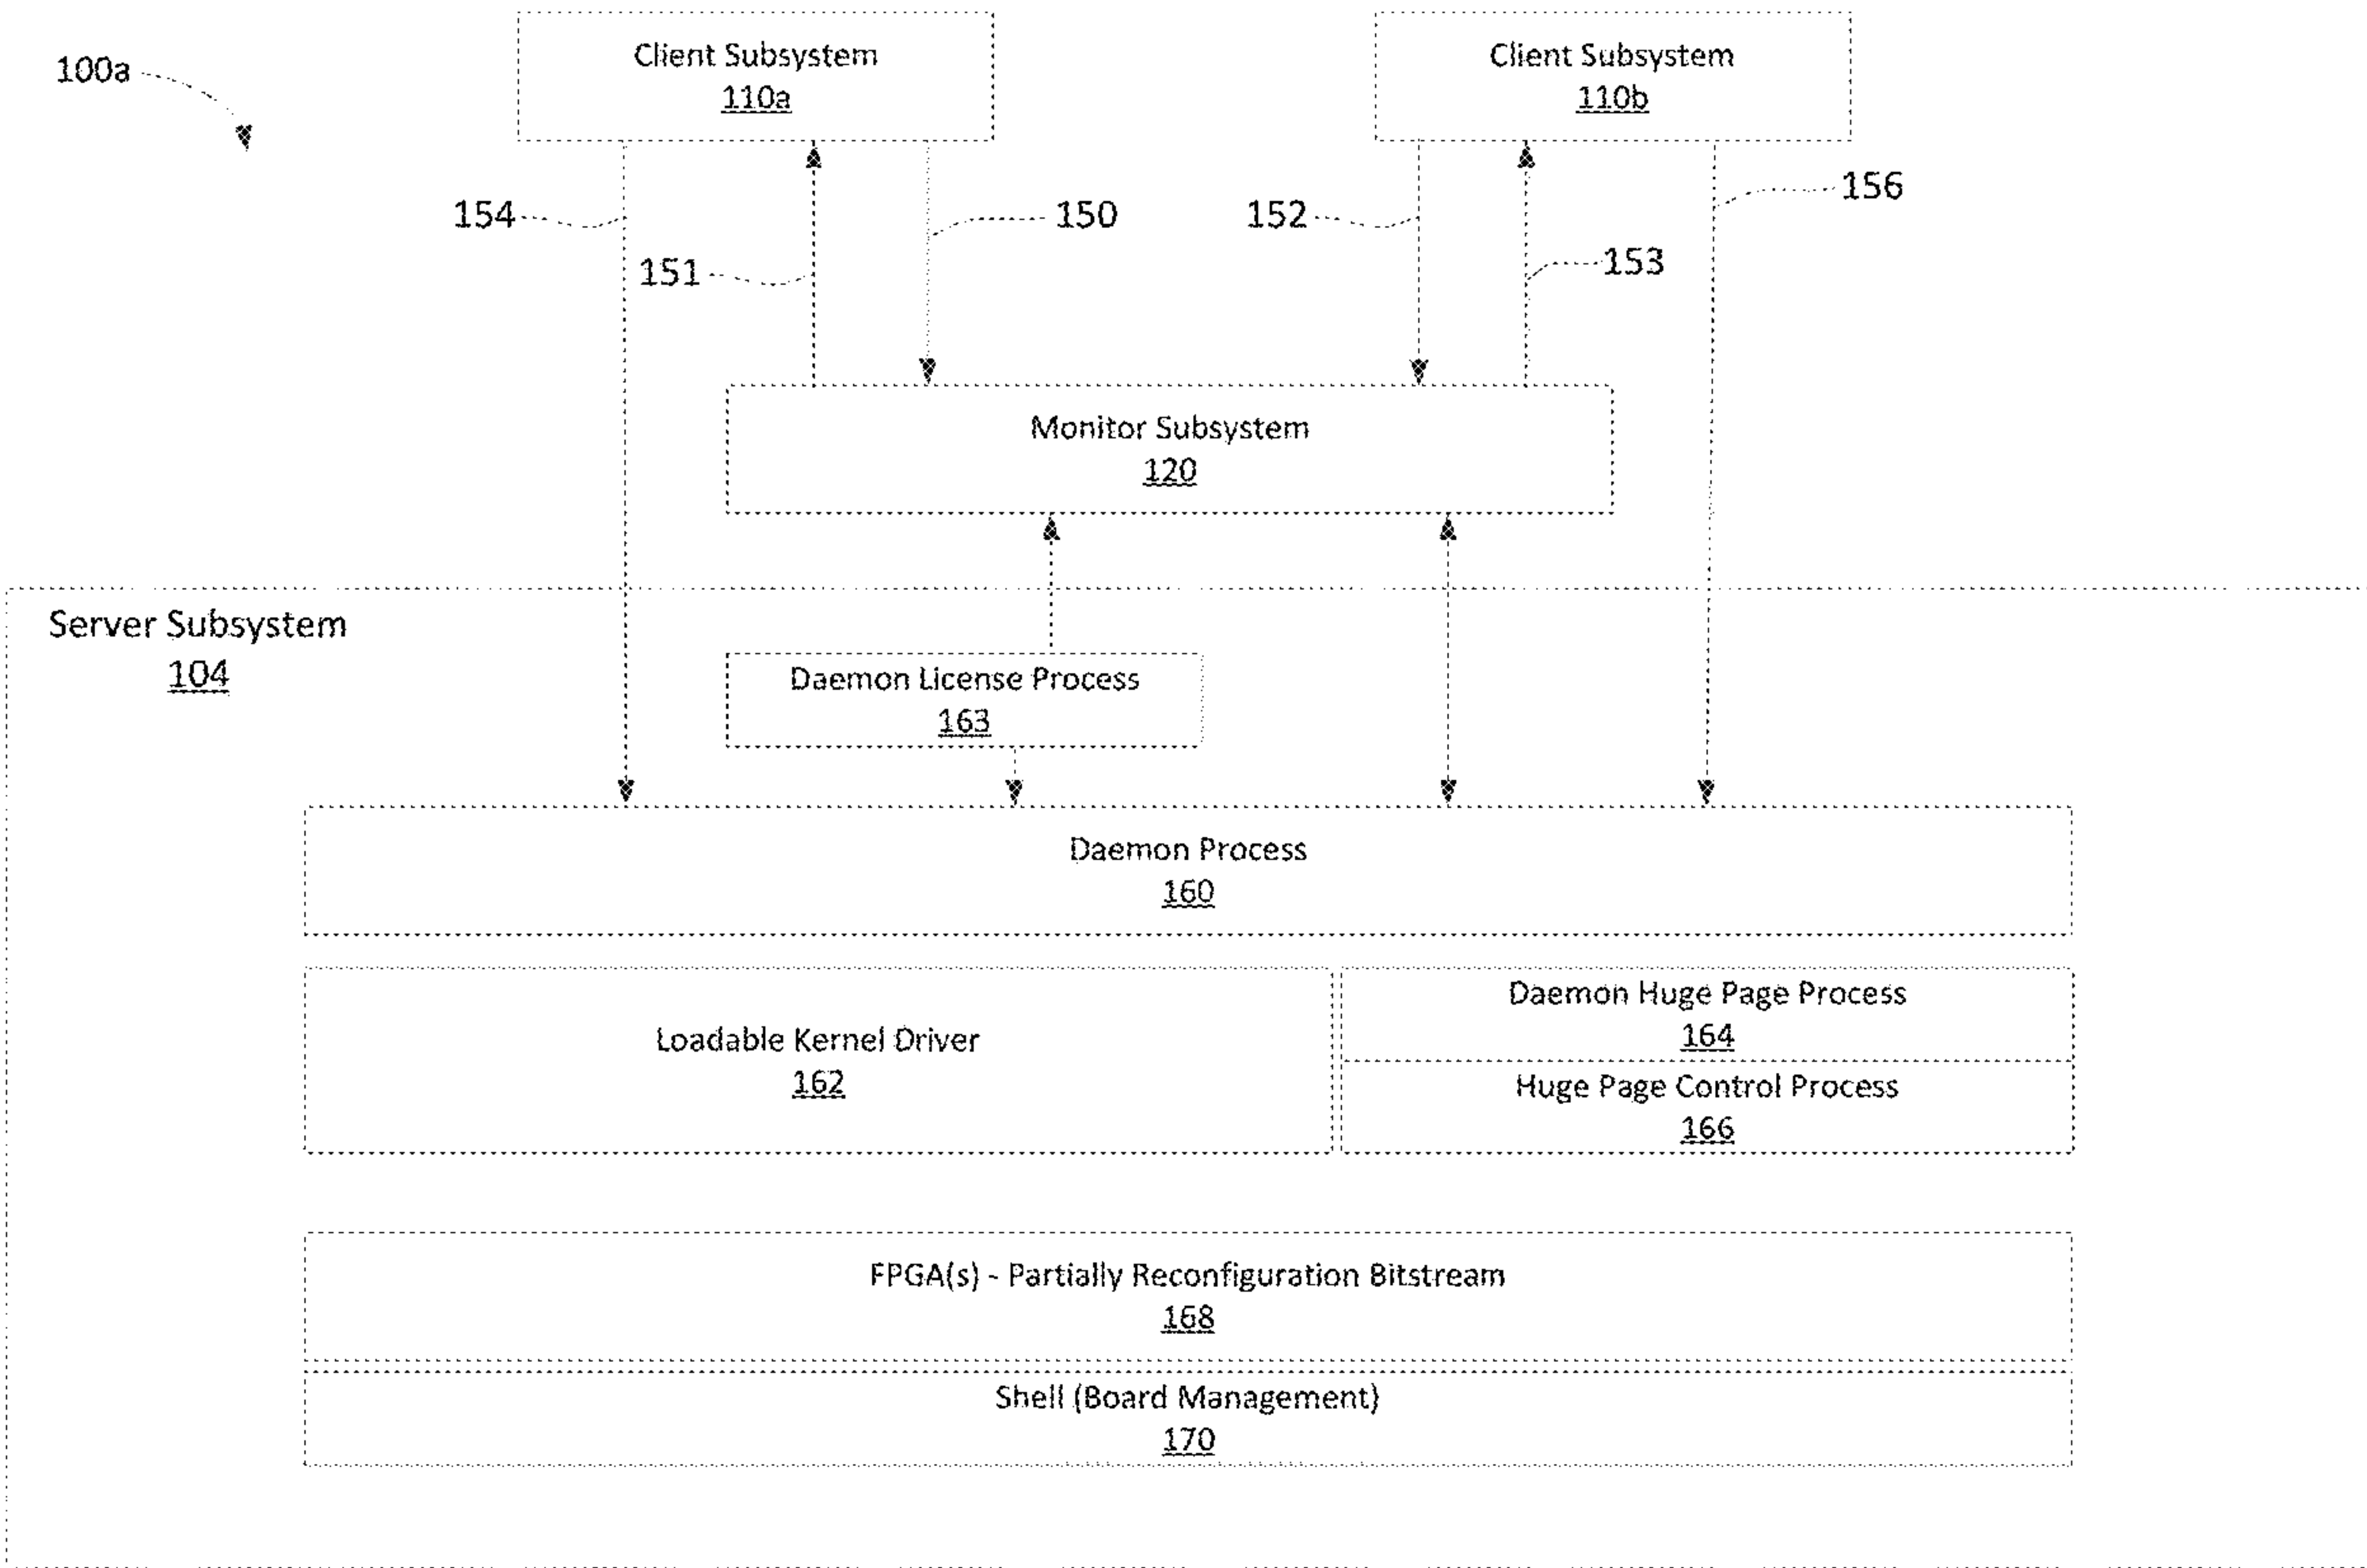 100a
Client Subsystem
110a
Client Subsystem
110b
154
151
150
152
153
156
Monitor Subsystem
120
Server Subsystem
104
Daemon License Process
163
Daemon Process
160
Loadable Kernel Driver
162
Daemon Huge Page Process
164
Huge Page Control Process
166
FPGA(s) - Partially Reconfiguration Bitstream
168
Shell (Board Management)
170